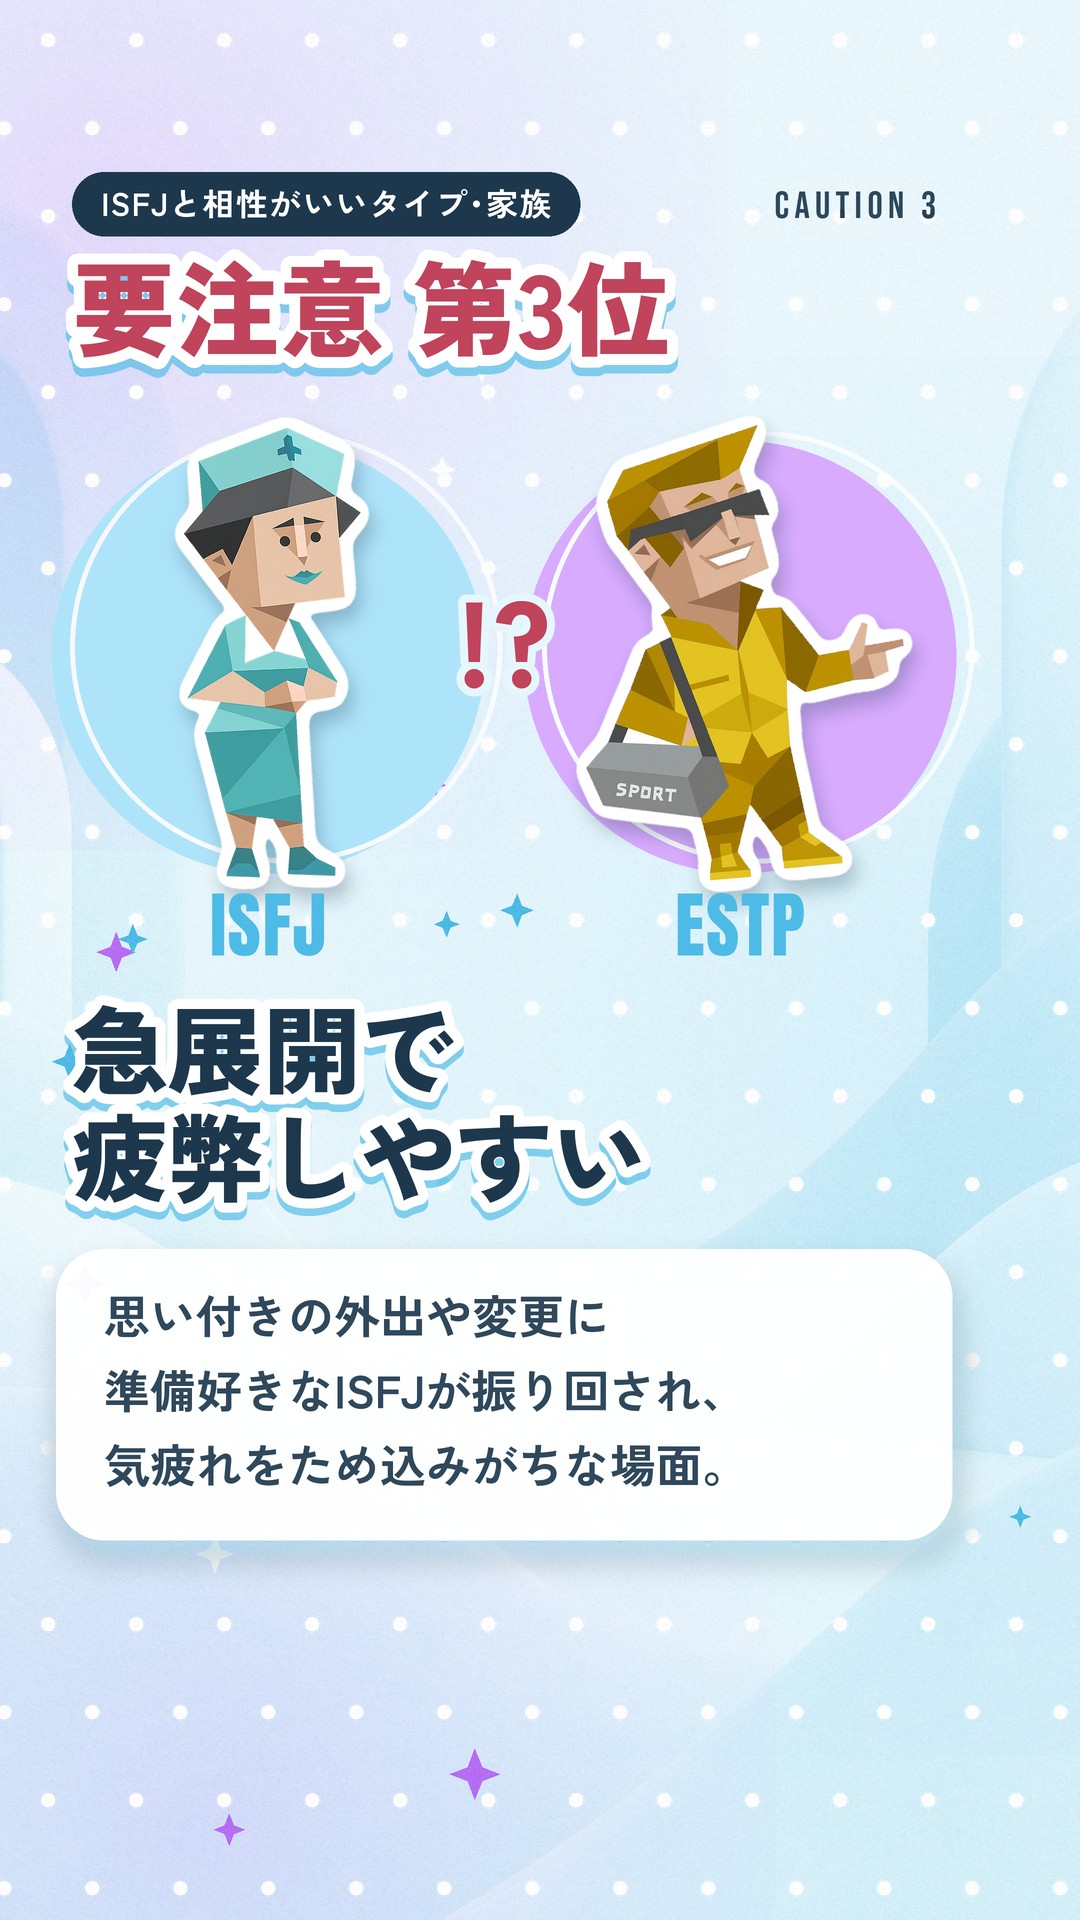 ISFJと相性がいいタイプ・家族
CAUTION 3
要注意 第3位
!?
SPORT
ISFJ
ESTP
急展開で
疲弊しやすい
思い付きの外出や変更に
準備好きなISFJが振り回され、
気疲れをため込みがちな場面。